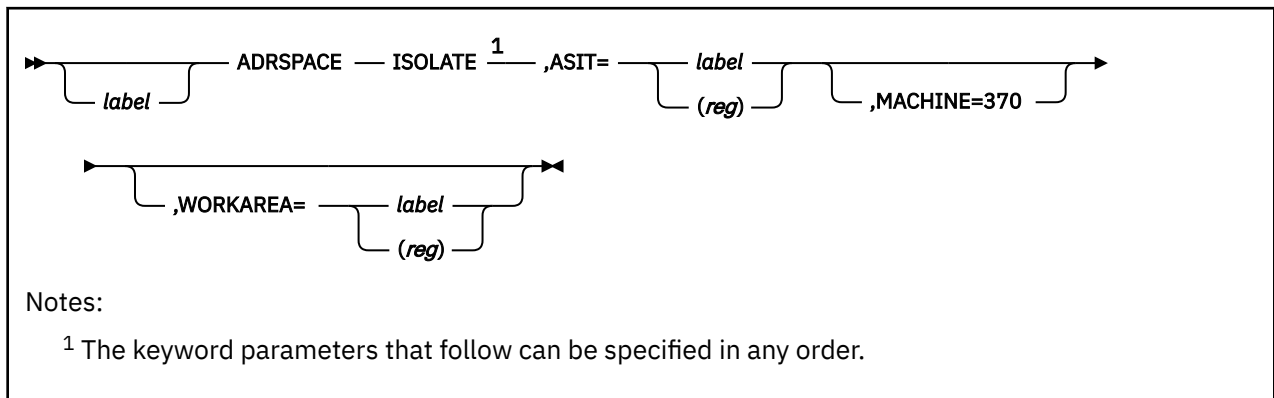 ADRSPACE ISOLATE 1 ,ASIT= label
label (reg) ,MACHINE=370
,WORKAREA= label
(reg)
Notes:
1 The keyword parameters that follow can be specified in any order.